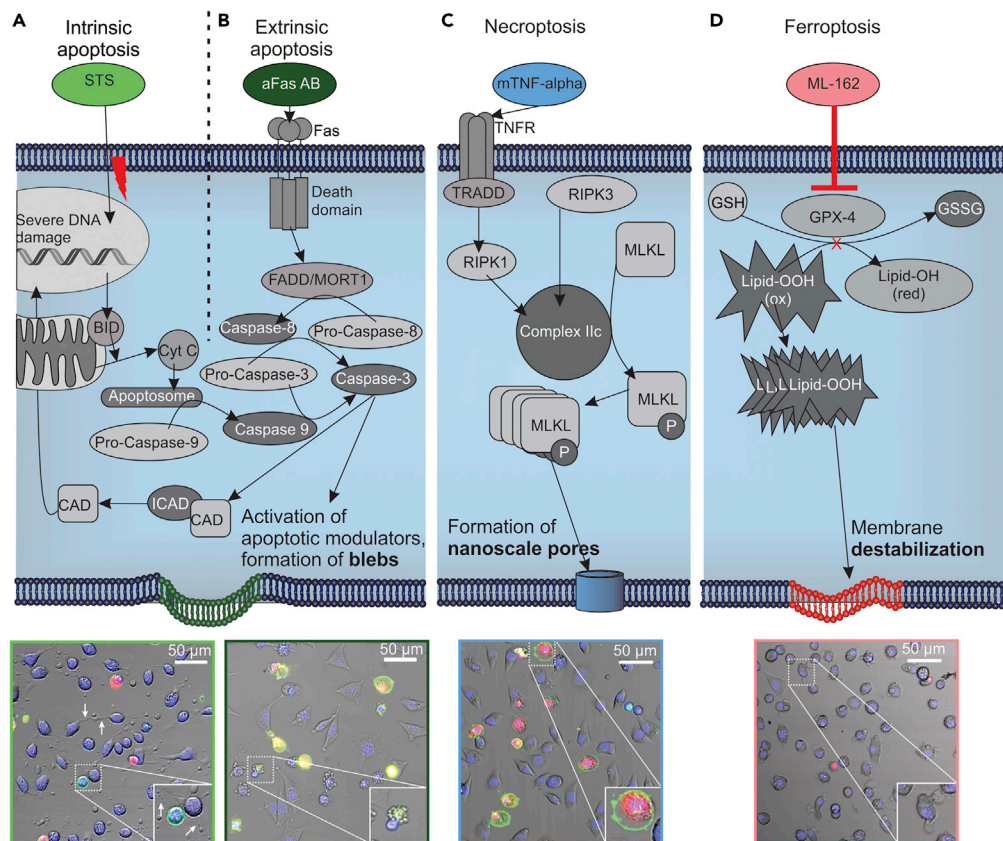 A
Intrinsic
apoptosis
STS
Severe DNA
damage
BID
Cyt C
Apoptosome
Pro-Caspase-9
Caspase 9
CAD
ICAD
CAD
B
Extrinsic
apoptosis
aFas AB
Fas
Death
domain
FADD/MORT1
Caspase-8
Pro-Caspase-8
Pro-Caspase-3
Caspase-3
Activation of
apoptotic modulators,
formation of blebs
C
Necroptosis
mTNF-alpha
TNFR
TRADD
RIPK3
RIPK1
MLKL
Complex IIc
MLKL
P
MLKL
P
Formation of
nanoscale pores
D
Ferroptosis
ML-162
GSH
GPX-4
GSSG
Lipid-OOH
(ox)
Lipid-OH
(red)
L L LLipid-OOH
Membrane
destabilization
50 μm
50 μm
50 μm
50 μm